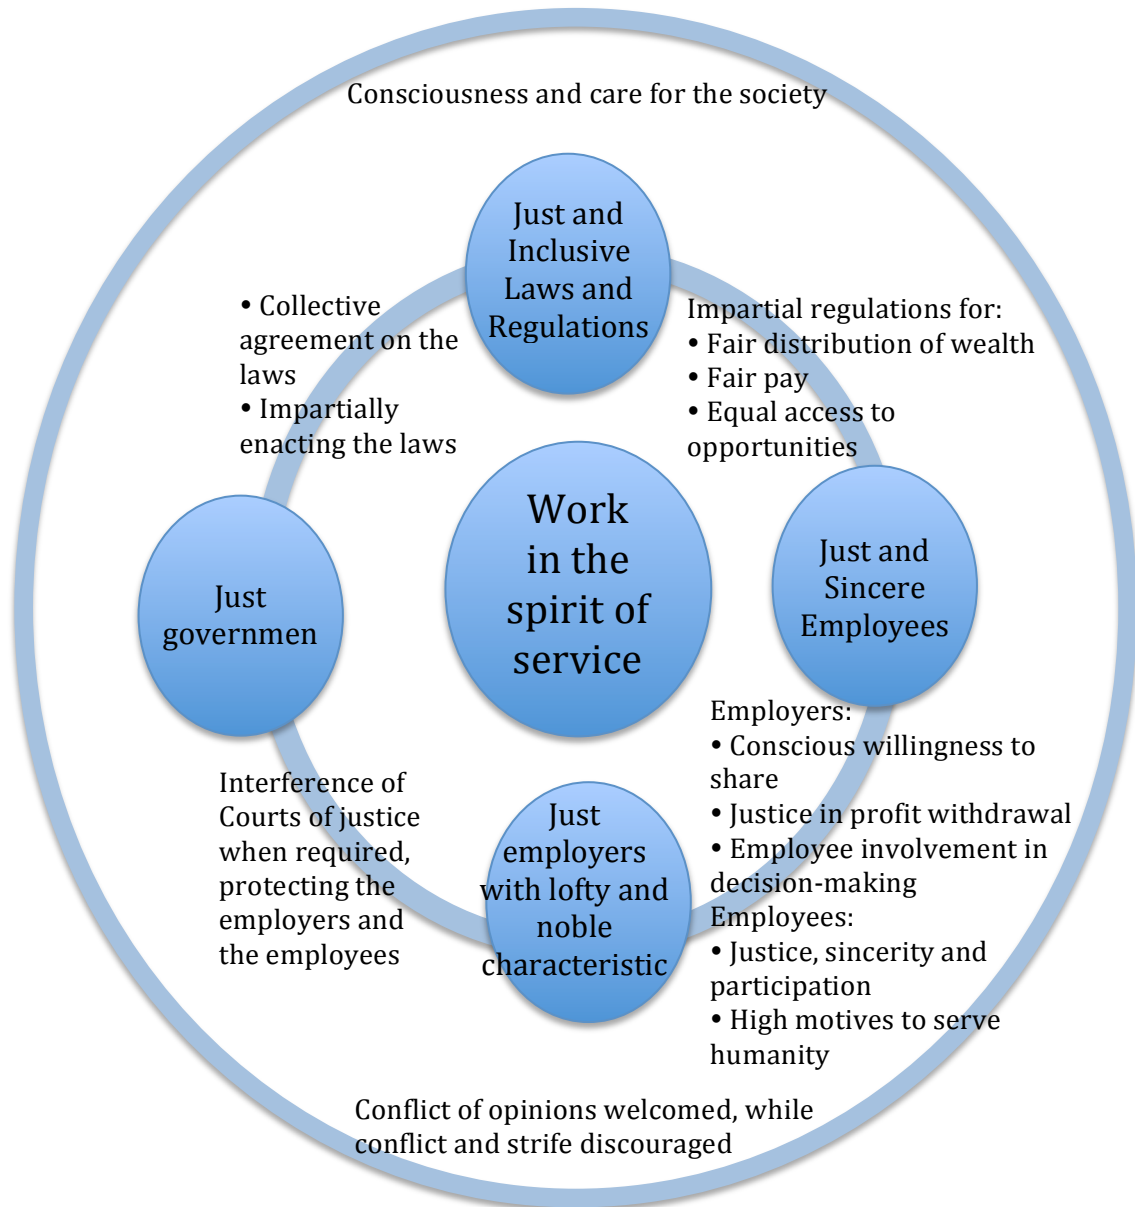 Consciousness and care for the society
Just and
Inclusive
Laws and
Regulations
• Collective
agreement on the
laws
• Impartially
enacting the laws
Impartial regulations for:
• Fair distribution of wealth
• Fair pay
• Equal access to
opportunities
Work
in the
spirit of
service
Just
governmen
Just and
Sincere
Employees
Interference of
Courts of justice
when required,
protecting the
employers and
the employees
Just
employers
with lofty and
noble
characteristic
Employers:
• Conscious willingness to
share
• Justice in profit withdrawal
• Employee involvement in
decision-making
Employees:
• Justice, sincerity and
participation
• High motives to serve
humanity
Conflict of opinions welcomed, while
conflict and strife discouraged